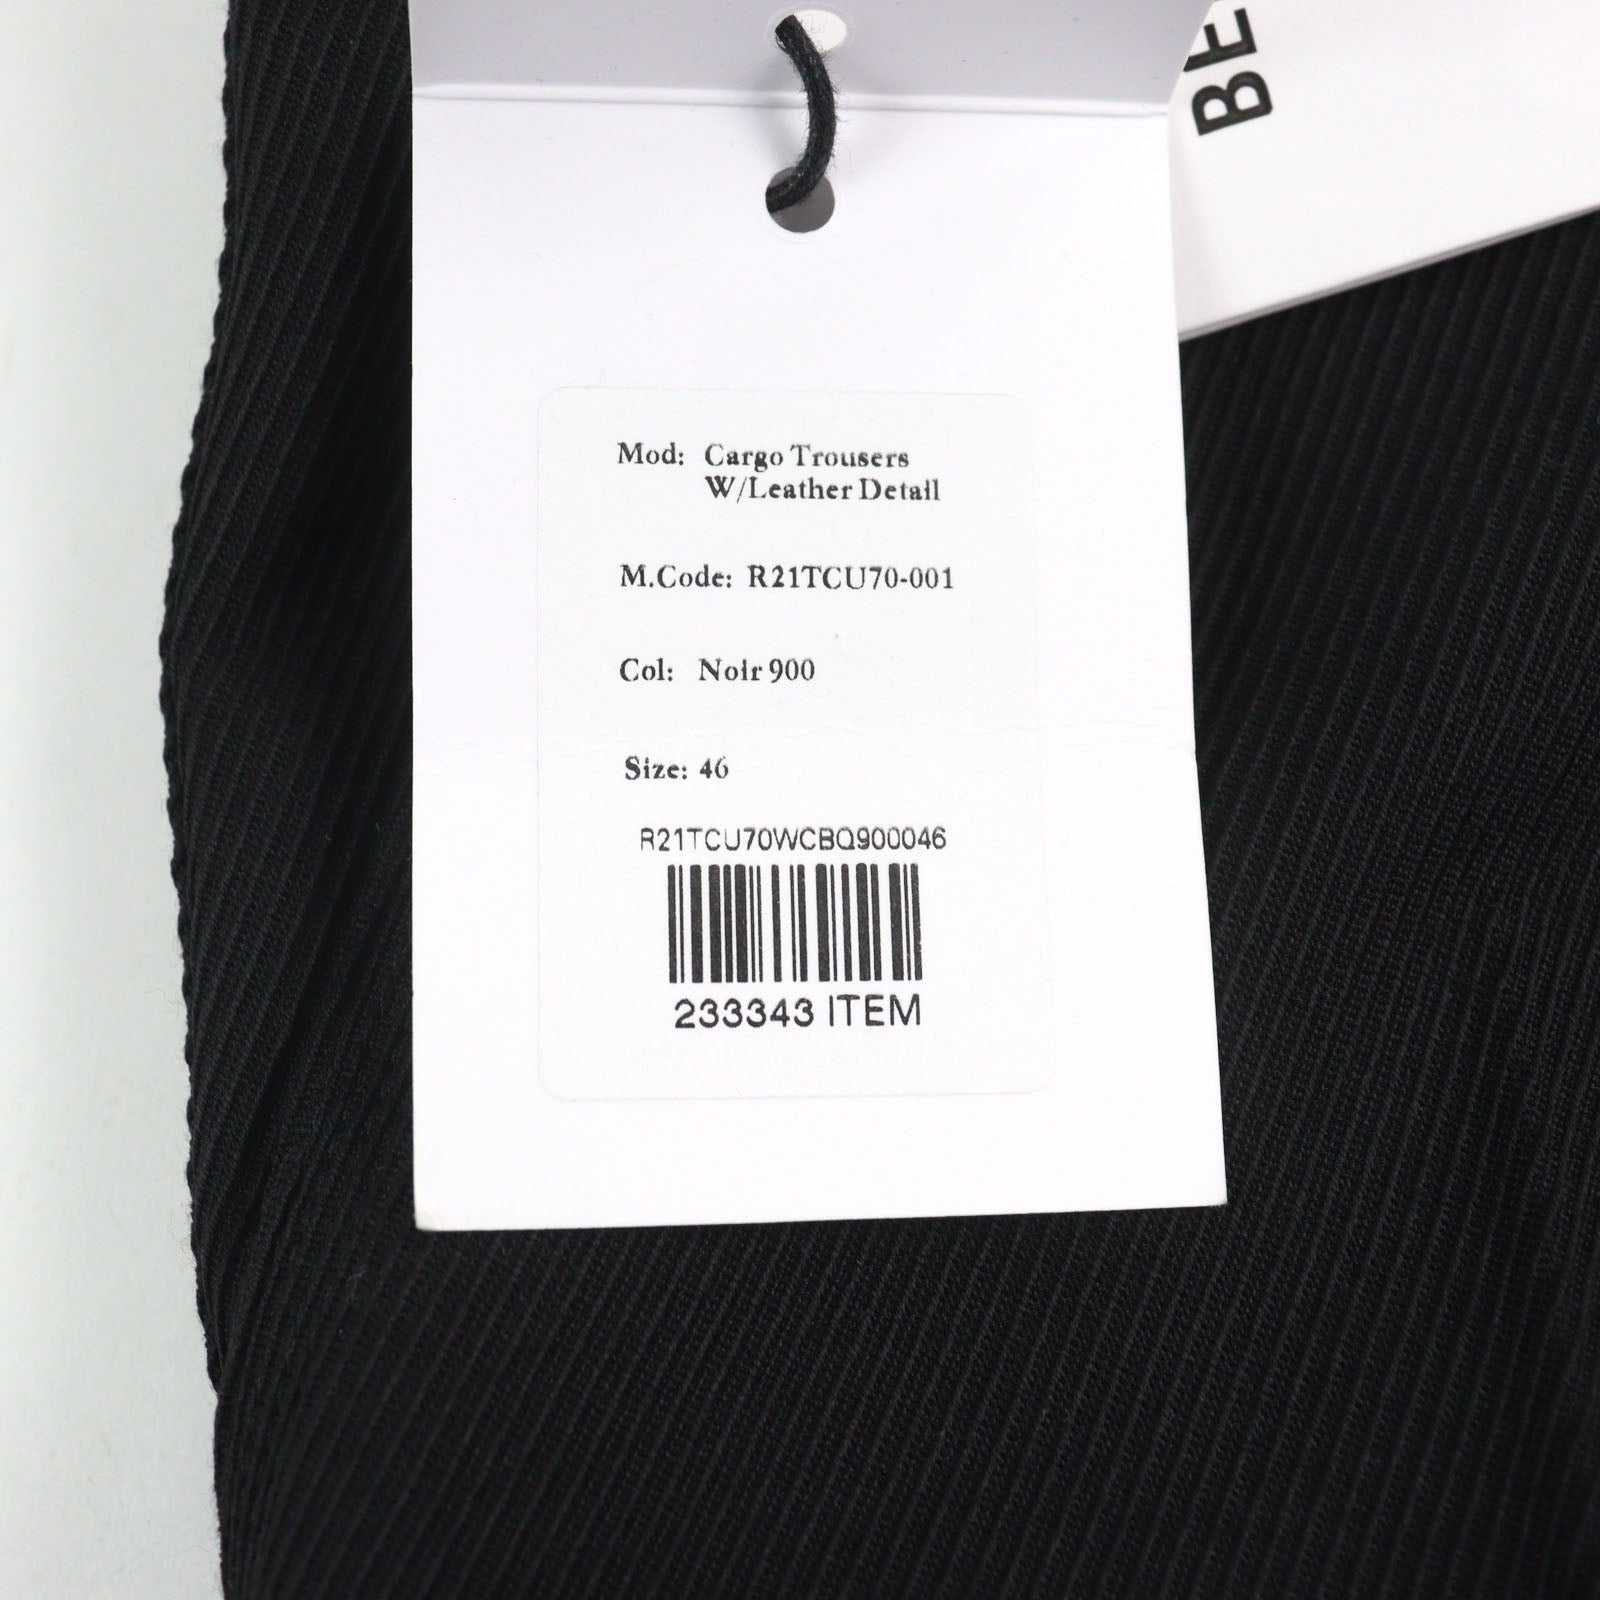 BE
Mod: Cargo Trousers
W/Leather Detail
M.Code: R21TCU70-001
Col: Noir 900
Size: 46
R21TCU70WCBQ900046
233343 ITEM